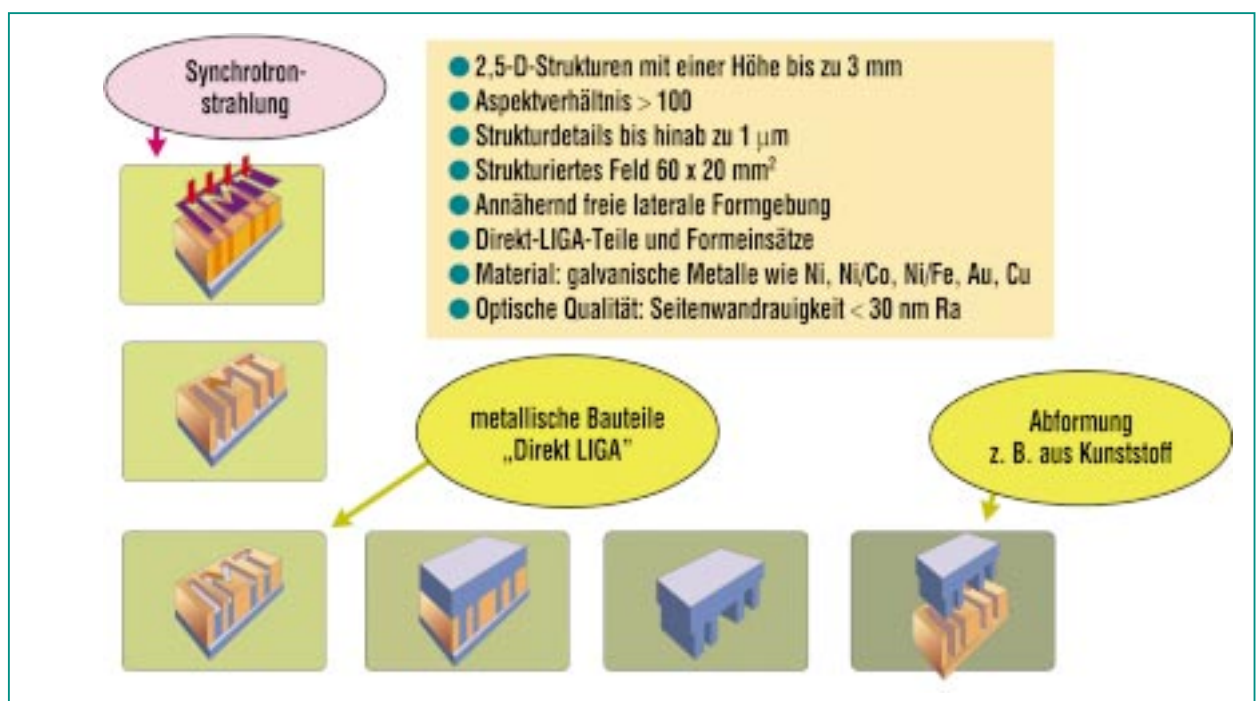 Synchrotron-
strahlung
2,5-D-Strukturen mit einer Höhe bis zu 3 mm
Aspektverhältnis > 100
Strukturdetails bis hinab zu 1 μm
Strukturiertes Feld 60 x 20 mm²
Annähernd freie laterale Formgebung
Direkt-LIGA-Teile und Formeinsätze
Material: galvanische Metalle wie Ni, Ni/Co, Ni/Fe, Au, Cu
Optische Qualität: Seitenwandrauigkeit < 30 nm Ra
IMT
IMT
metallische Bauteile
„Direkt LIGA”
Abformung
z. B. aus Kunststoff
IMT